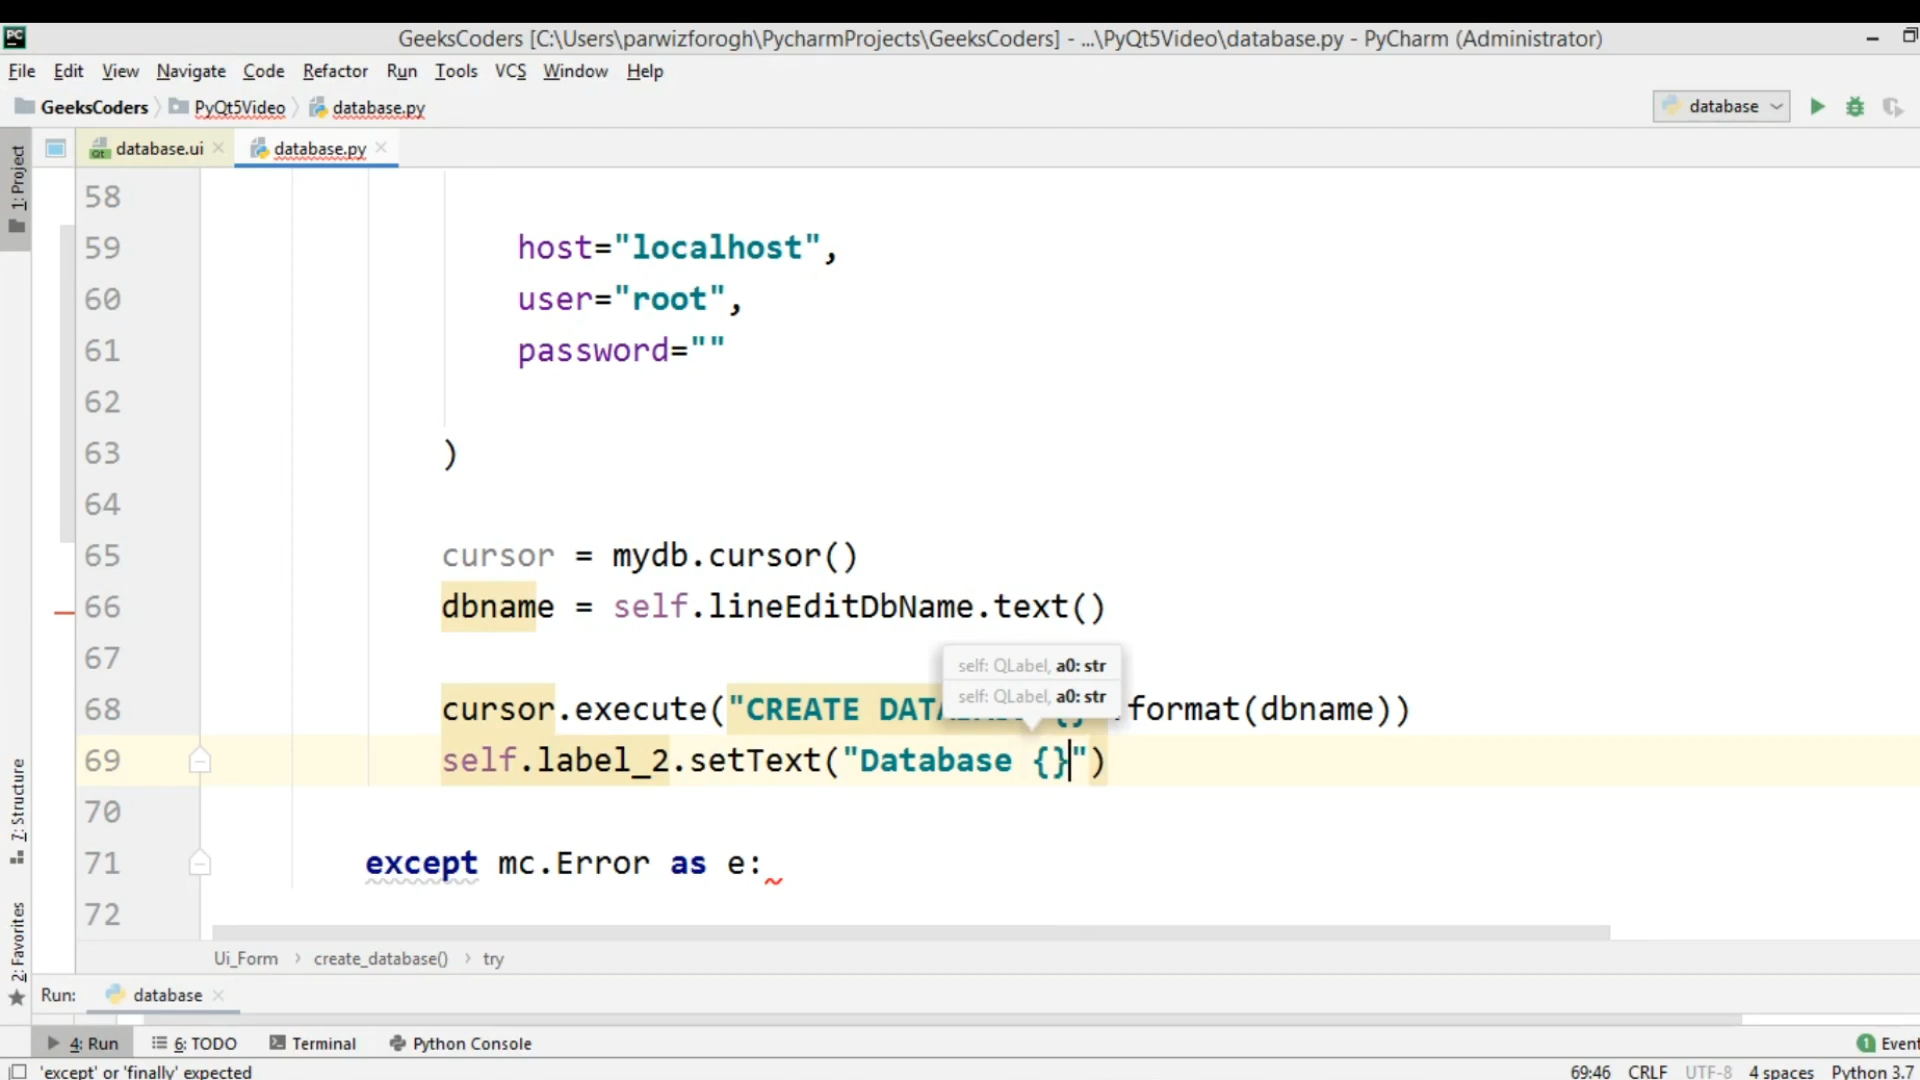 PC GeeksCoders [C:\Users\parwizforogh\PycharmProjects\GeeksCoders] - ...\PyQt5Video\database.py - PyCharm (Administrator)
File Edit View Navigate Code Refactor Run Tools VCS Window Help
GeeksCoders PyQt5Video database.py database
1: Project
Qt database.ui database.py
58
59 host="localhost",
60 user="root",
61 password=""
62
63 )
64
65 cursor = mydb.cursor()
66 dbname = self.lineEditDbName.text()
67
self: QLabel, a0: str
self: QLabel, a0: str
68 cursor.execute("CREATE DATA {} .format(dbname))
69 self.label_2.setText("Database {}")
70
71 except mc.Error as e:
72
7: Structure
2: Favorites
Ui_Form › create_database() › try
Run: database
4: Run 6: TODO Terminal Python Console 1 Event
'except' or 'finally' expected 69:46 CRLF UTF-8 4 spaces Python 3.7